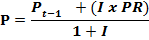 P = (P_{t-1} + (I x PR)) / (1 + I)